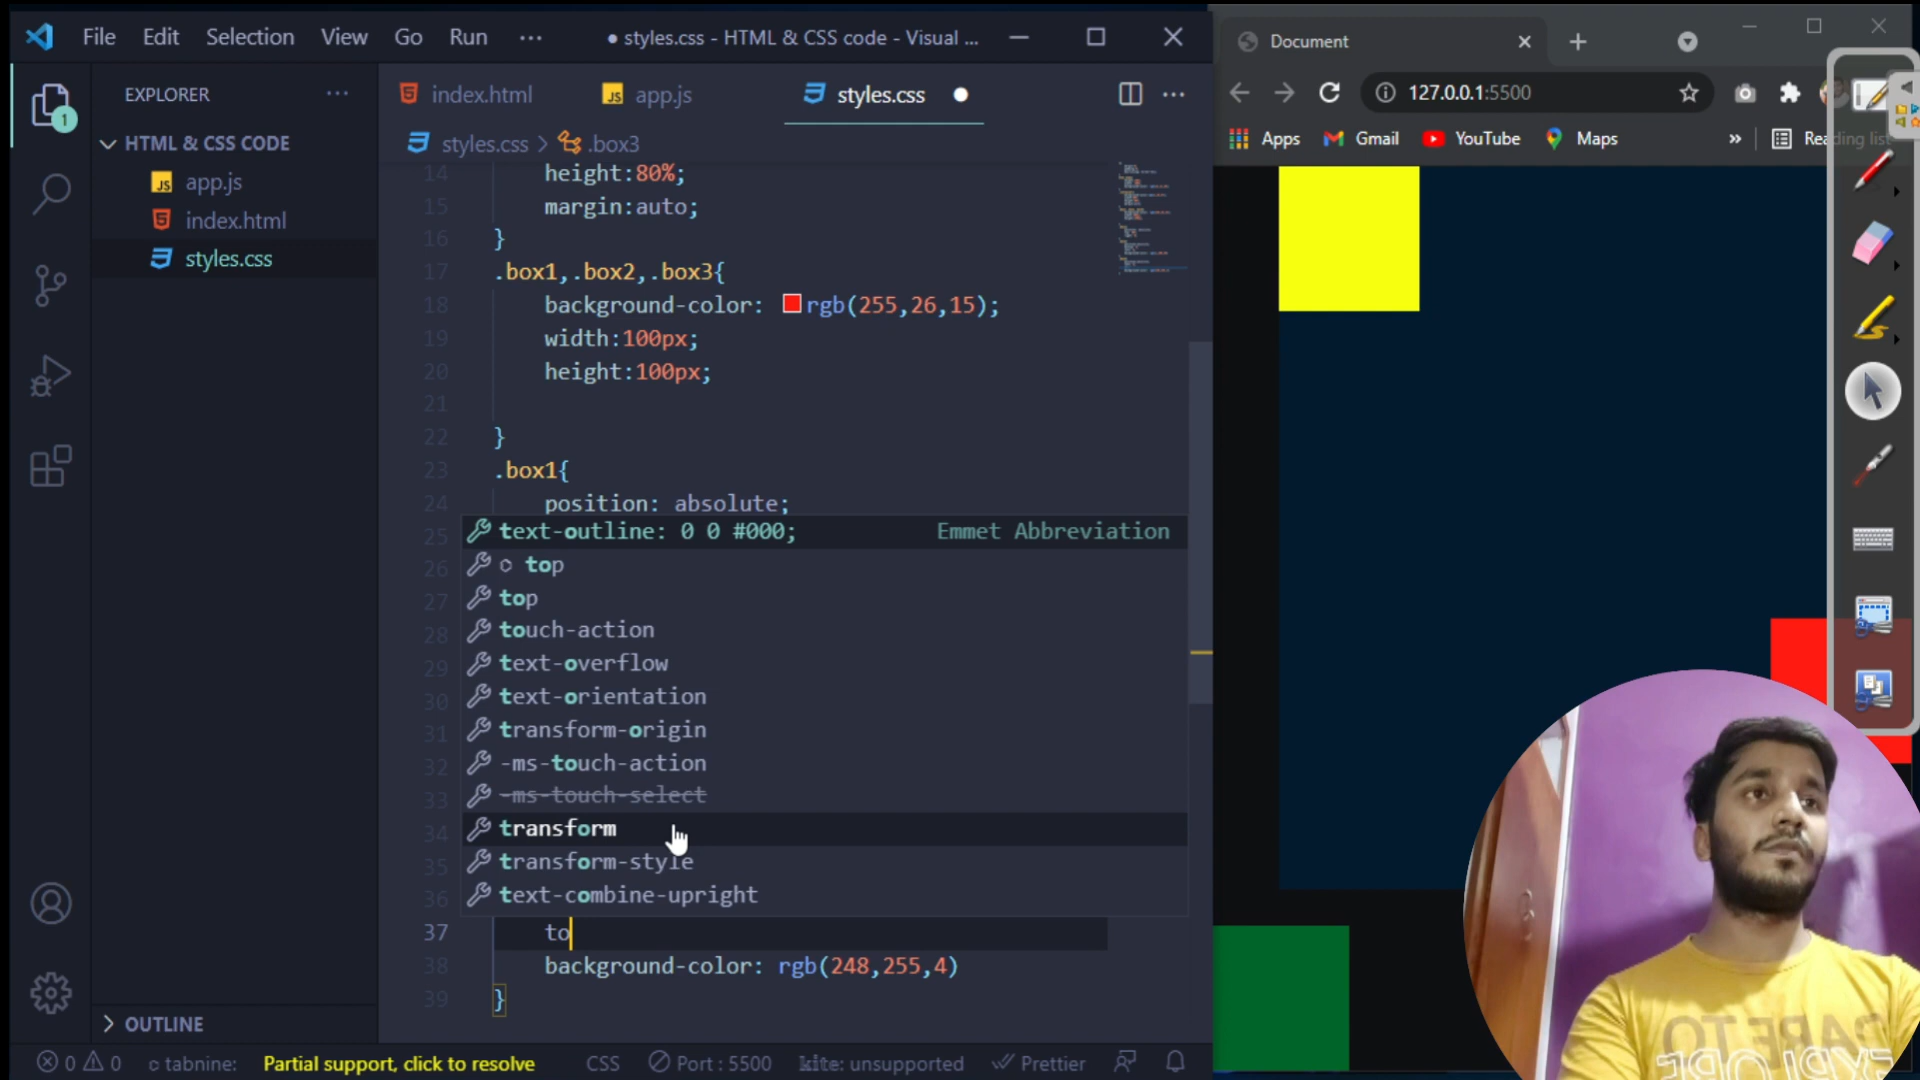 File Edit Selection View Go Run ...
● styles.css - HTML & CSS code - Visual ...
EXPLORER ...
HTML & CSS CODE
app.js
index.html
styles.css
1
OUTLINE
index.html app.js styles.css
styles.css > .box3
14 height:80%;
15 margin:auto;
16 }
17 .box1,.box2,.box3{
18 background-color: rgb(255,26,15);
19 width:100px;
20 height:100px;
21
22 }
23 .box1{
24 position: absolute;
25 text-outline: 0 0 #000; Emmet Abbreviation
26 top
27 top
28 touch-action
29 text-overflow
30 text-orientation
31 transform-origin
32 -ms-touch-action
33 -ms-touch-select
34 transform
35 transform-style
36 text-combine-upright
37 to
38 background-color: rgb(248,255,4)
39 }
0 0 tabnine: Partial support, click to resolve CSS Port : 5500 kite: unsupported Prettier
Document
127.0.0.1:5500
Apps Gmail YouTube Maps » Reading list
DARE TO